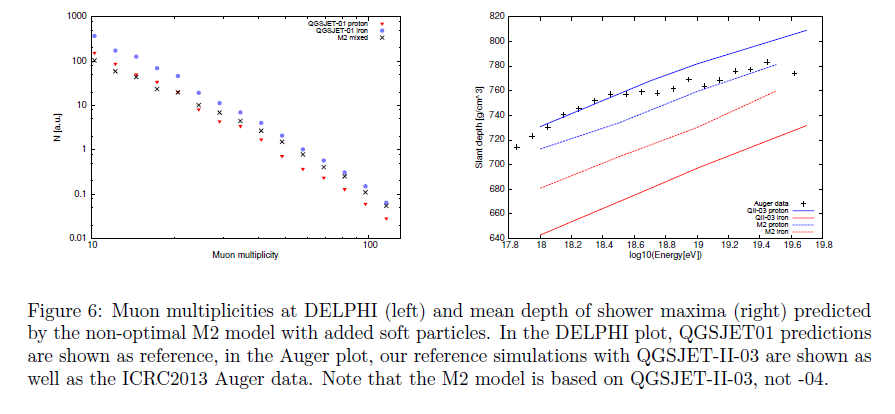 1000
100
10
1
0.1
0.01
N [a.u.]
10
100
Muon multiplicity
QGSJET-01 proton
QGSJET-01 iron
M2 mixed
820
800
780
760
740
720
700
680
660
640
Slant depth [g/cm^3]
17.8 18 18.2 18.4 18.6 18.8 19 19.2 19.4 19.6 19.8
log10(Energy[eV])
Auger data
QII-03 proton
QII-03 iron
M2 proton
M2 iron
Figure 6: Muon multiplicities at DELPHI (left) and mean depth of shower maxima (right) predicted
by the non-optimal M2 model with added soft particles. In the DELPHI plot, QGSJET01 predictions
are shown as reference, in the Auger plot, our reference simulations with QGSJET-II-03 are shown as
well as the ICRC2013 Auger data. Note that the M2 model is based on QGSJET-II-03, not -04.